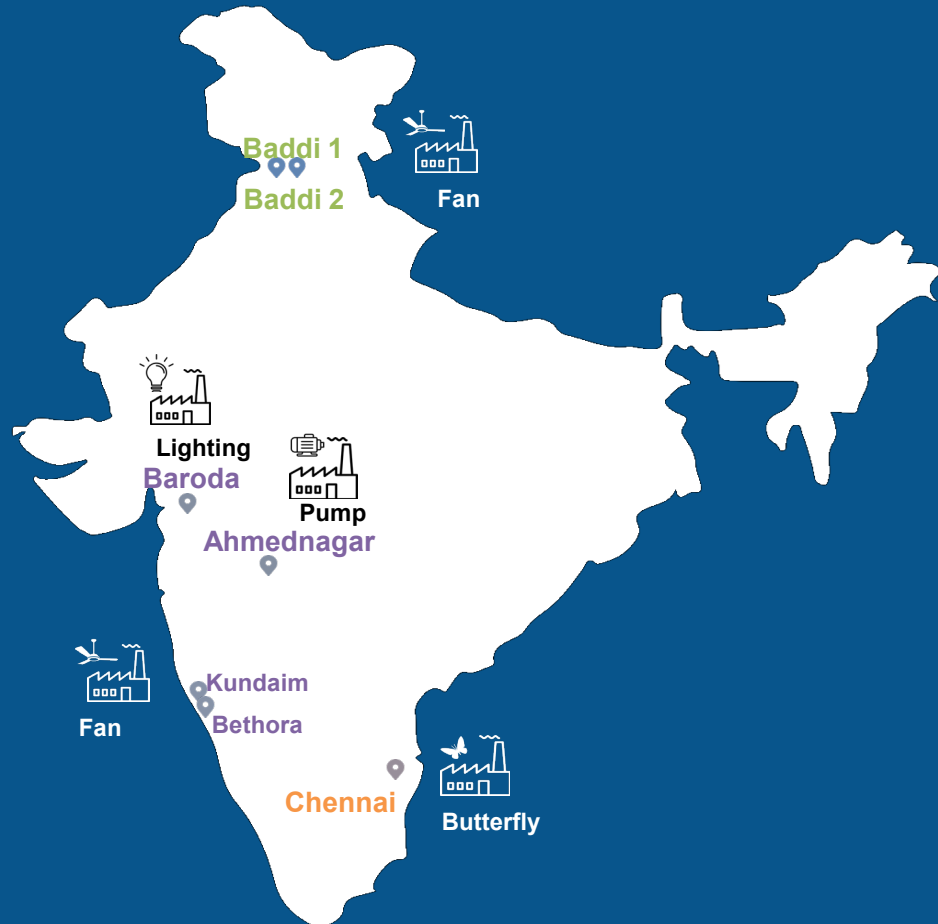 Baddi 1
Baddi 2
Fan
Lighting
Baroda
Pump
Ahmednagar
Kundaim
Bethora
Fan
Chennai
Butterfly